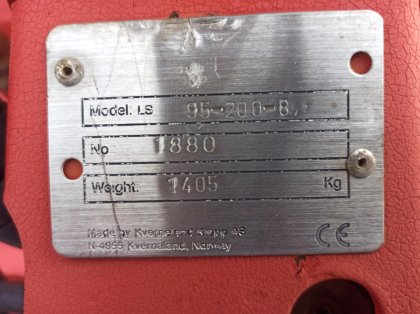 Model: LS 95-200-8
No 1880
Weight: 1405 Kg
Made by Kverneland Klepp AS
N-4355 Kvernaland, Norway
CE